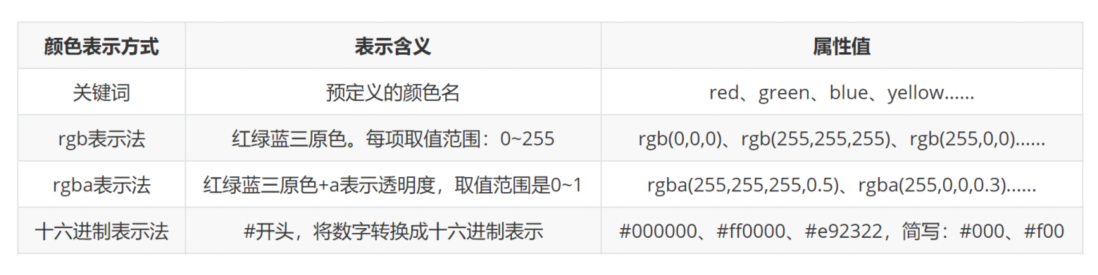 颜色表示方式 表示含义 属性值
关键词 预定义的颜色名 red、green、blue、yellow......
rgb表示法 红绿蓝三原色。每项取值范围：0~255 rgb(0,0,0)、rgb(255,255,255)、rgb(255,0,0)......
rgba表示法 红绿蓝三原色+a表示透明度，取值范围是0~1 rgba(255,255,255,0.5)、rgba(255,0,0,0.3)......
十六进制表示法 #开头，将数字转换成十六进制表示 #000000、#ff0000、#e92322，简写：#000、#f00